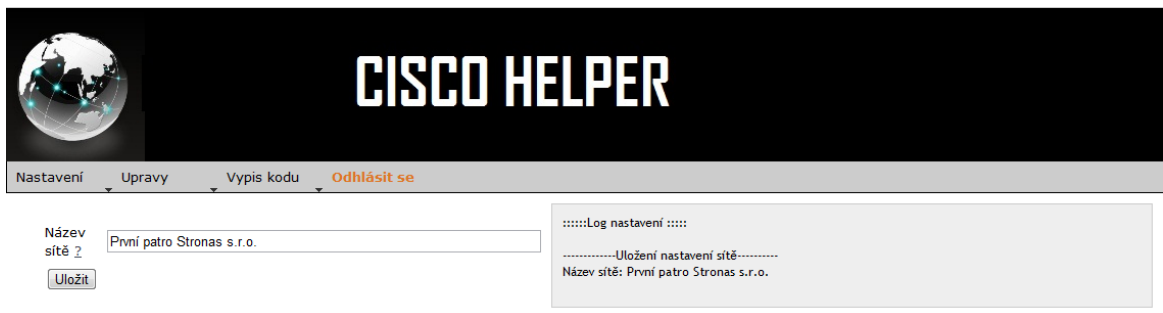 CISCO HELPER
Nastavení Upravy Vypis kodu Odhlásit se
Název
sítě ?
První patro Stronas s.r.o.
Uložit
::::::Log nastavení :::::
-------------Uložení nastavení sítě----------
Název sítě: První patro Stronas s.r.o.